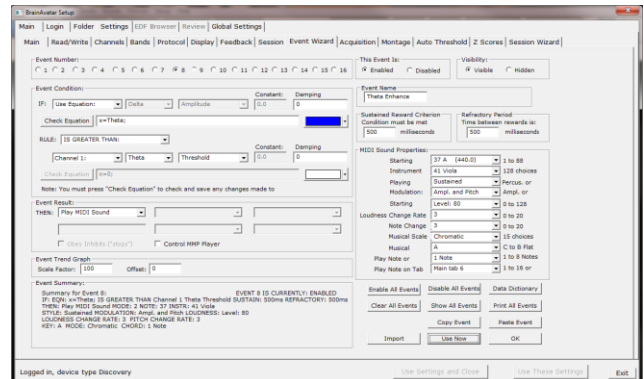 BrainAvatar Setup
Main Login Folder Settings EDF Browser Review Global Settings
Main Read/Write Channels Bands Protocol Display Feedback Session Event Wizard Acquisition Montage Auto Threshold Z Scores Session Wizard
Event Number:
1 2 3 4 5 6 7 8 9 10 11 12 13 14 15 16
This Event Is:
Enabled Disabled
Visibility:
Visible Hidden
Event Condition:
Constant: Damping
IF: Use Equation: Delta Amplitude 0.0 0
Check Equation x=Theta;
RULE: IS GREATER THAN:
Constant: Damping
Channel 1: Theta Threshold 0.0 0
Check Equation x=0;
Note: You must press "Check Equation" to check and save any changes made to
Event Name
Theta Enhance
Sustained Reward Criterion
Condition must be met
500 milliseconds
Refractory Period
Time between rewards is:
500 milliseconds
Event Result:
THEN: Play MIDI Sound
Obey Inhibits ("stops") Control MMP Player
MIDI Sound Properties:
Starting 37 A (440.0) 1 to 88
Instrument 41 Viola 128 choices
Playing Sustained Percus. or
Modulation: Ampl. and Pitch Ampl. or
Starting Level: 80 0 to 128
Loudness Change Rate 3 0 to 20
Note Change 3 0 to 20
Musical Scale Chromatic 15 choices
Musical A C to B Flat
Play Note or 1 Note 1 to 8 Notes
Play Note on Tab Main tab 6 1 to 16 or
Event Trend Graph
Scale Factor: 100 Offset: 0
Event Summary:
Summary for Event 8: EVENT 8 IS CURRENTLY: ENABLED
IF: EQN: x=Theta; IS GREATER THAN Channel 1 Theta Threshold SUSTAIN: 500ms REFRACTORY: 500ms
THEN: Play MIDI Sound MODE: 2 NOTE: 37 INSTR: 41 Viola
STYLE: Sustained MODULATION: Ampl. and Pitch LOUDNESS: Level: 80
LOUDNESS CHANGE RATE: 3 PITCH CHANGE RATE: 3
KEY: A MODE: Chromatic CHORD: 1 Note
Enable All Events Disable All Events Data Dictionary
Clear All Events Show All Events Print All Events
Copy Event Paste Event
Import Use Now OK
Logged in, device type Discovery
Use Settings and Close Use These Settings Exit